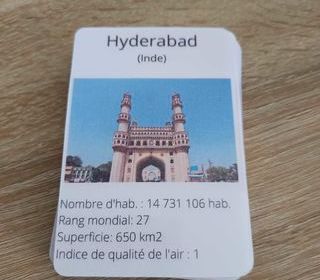 Hyderabad
(Inde)
Nombre d'hab. : 14 731 106 hab.
Rang mondial: 27
Superficie: 650 km2
Indice de qualité de l'air : 1